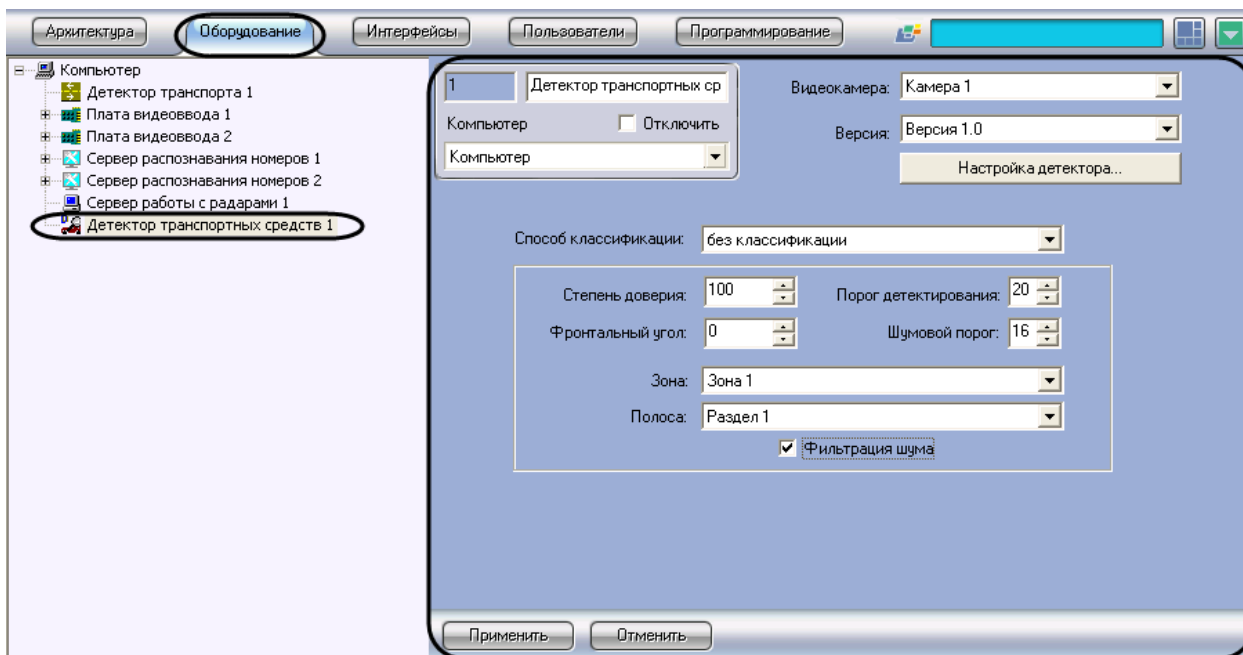 Архитектура Оборудование Интерфейсы Пользователи Программирование
Компьютер
Детектор транспорта 1
Плата видеоввода 1
Плата видеоввода 2
Сервер распознавания номеров 1
Сервер распознавания номеров 2
Сервер работы с радарами 1
Детектор транспортных средств 1
1 Детектор транспортных ср
Компьютер Отключить
Компьютер
Видеокамера: Камера 1
Версия: Версия 1.0
Настройка детектора...
Способ классификации: без классификации
Степень доверия: 100 Порог детектирования: 20
Фронтальный угол: 0 Шумовой порог: 16
Зона: Зона 1
Полоса: Раздел 1
Фильтрация шума
Применить Отменить